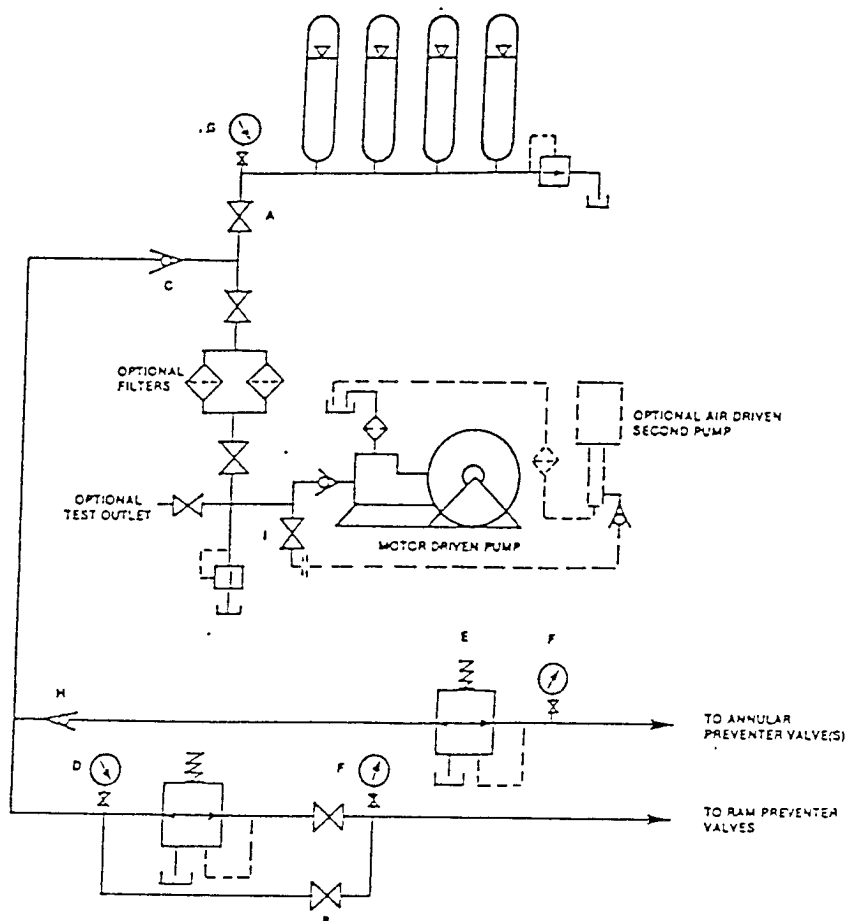 G
A
C
OPTIONAL
FILTERS
OPTIONAL AIR DRIVEN
SECOND PUMP
OPTIONAL
TEST OUTLET
I
MOTOR DRIVEN PUMP
E
F
H
TO ANNULAR
PREVENTER VALVE(S)
D
F
TO RAM PREVENTER
VALVES